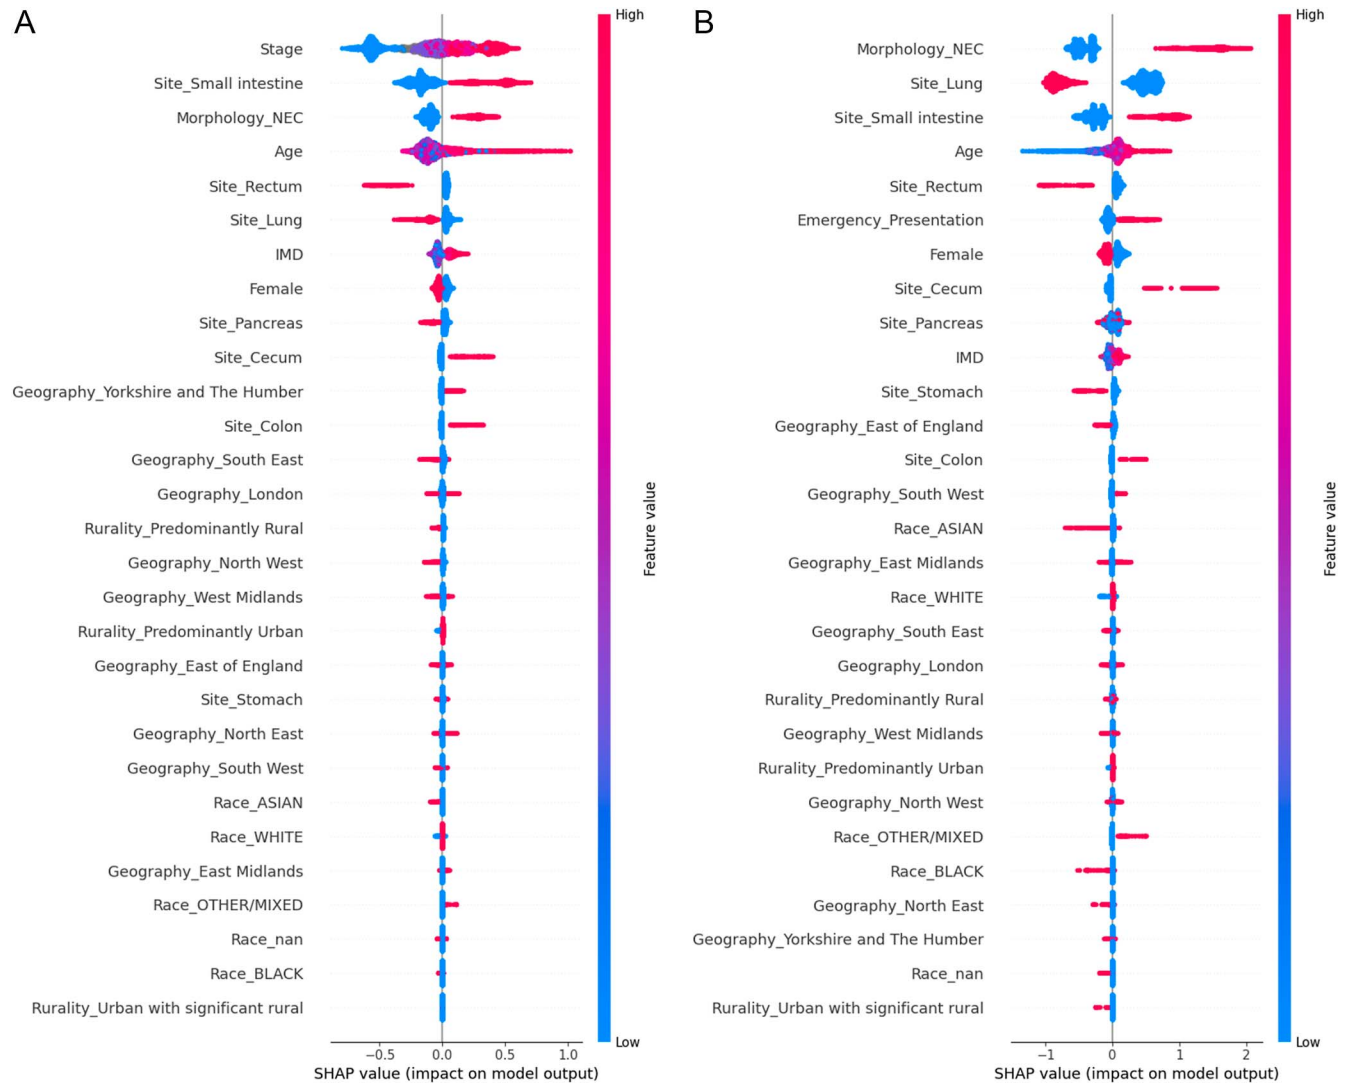 A
High
Stage
Site_Small intestine
Morphology_NEC
Age
Site_Rectum
Site_Lung
IMD
Female
Site_Pancreas
Site_Cecum
Geography_Yorkshire and The Humber
Site_Colon
Geography_South East
Geography_London
Rurality_Predominantly Rural
Geography_North West
Geography_West Midlands
Rurality_Predominantly Urban
Geography_East of England
Site_Stomach
Geography_North East
Geography_South West
Race_ASIAN
Race_WHITE
Geography_East Midlands
Race_OTHER/MIXED
Race_nan
Race_BLACK
Rurality_Urban with significant rural
Feature value
Low
−0.5 0.0 0.5 1.0
SHAP value (impact on model output)
B
High
Morphology_NEC
Site_Lung
Site_Small intestine
Age
Site_Rectum
Emergency_Presentation
Female
Site_Cecum
Site_Pancreas
IMD
Site_Stomach
Geography_East of England
Site_Colon
Geography_South West
Race_ASIAN
Geography_East Midlands
Race_WHITE
Geography_South East
Geography_London
Rurality_Predominantly Rural
Geography_West Midlands
Rurality_Predominantly Urban
Geography_North West
Race_OTHER/MIXED
Race_BLACK
Geography_North East
Geography_Yorkshire and The Humber
Race_nan
Rurality_Urban with significant rural
Feature value
Low
−1 0 1 2
SHAP value (impact on model output)